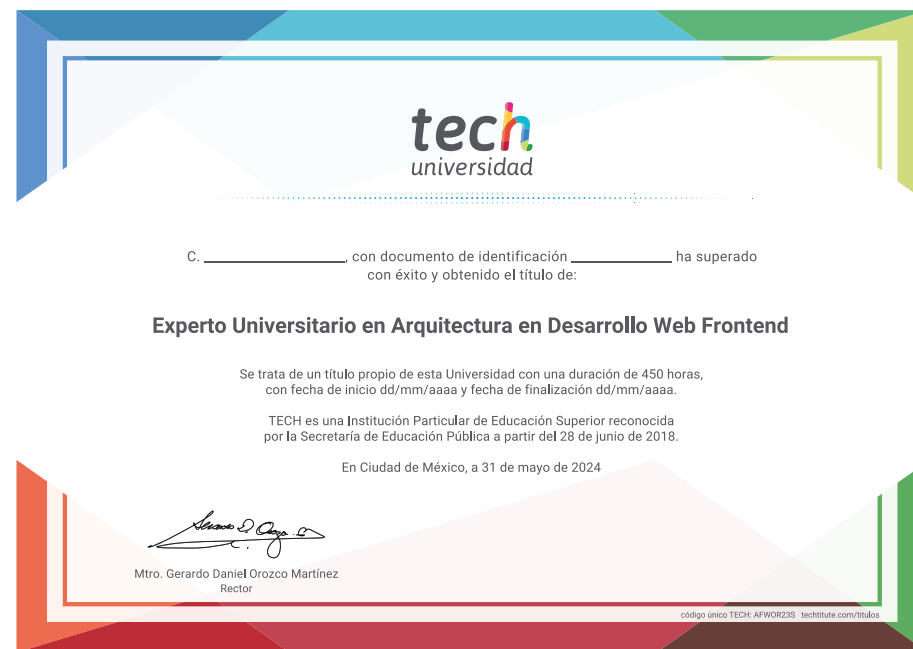 tech
universidad
C. ____________, con documento de identificación ____________ ha superado
con éxito y obtenido el título de:
Experto Universitario en Arquitectura en Desarrollo Web Frontend
Se trata de un título propio de esta Universidad con una duración de 450 horas,
con fecha de inicio dd/mm/aaaa y fecha de finalización dd/mm/aaaa.
TECH es una Institución Particular de Educación Superior reconocida
por la Secretaría de Educación Pública a partir del 28 de junio de 2018.
En Ciudad de México, a 31 de mayo de 2024
Mtro. Gerardo Daniel Orozco Martínez
Rector
código único TECH: AFWOR23S techtitute.com/titulos